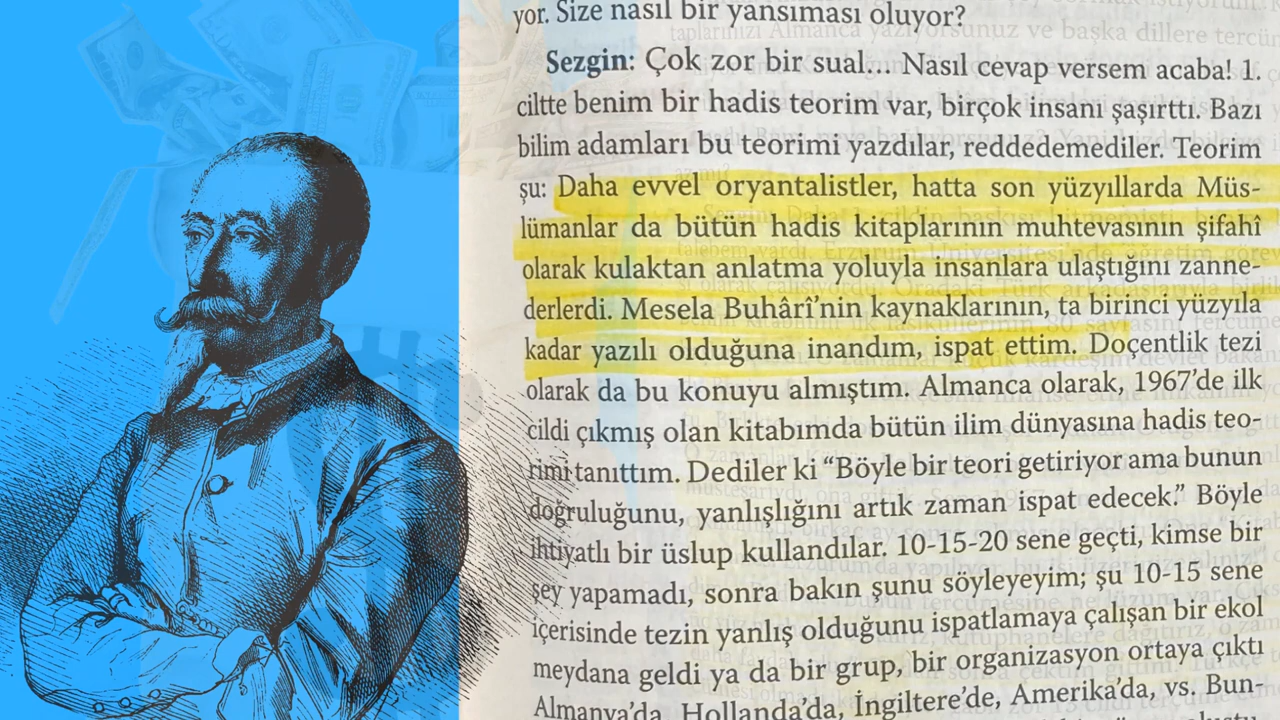 yor. Size nasıl bir yansıması oluyor?
Sezgin: Çok zor bir sual... Nasıl cevap versem acaba! 1.
ciltte benim bir hadis teorim var, birçok insanı şaşırttı. Bazı
bilim adamları bu teorimi yazdılar, reddedemediler. Teorim
şu: Daha evvel oryantalistler, hatta son yüzyıllarda Müs-
lümanlar da bütün hadis kitaplarının muhtevasının şifahî
olarak kulaktan anlatma yoluyla insanlara ulaştığını zanne-
derlerdi. Mesela Buhârî’nin kaynaklarının, ta birinci yüzyıla
kadar yazılı olduğuna inandım, ispat ettim. Doçentlik tezi
olarak da bu konuyu almıştım. Almanca olarak, 1967’de ilk
cildi çıkmış olan kitabımda bütün ilim dünyasına hadis teo-
rimi tanıttım. Dediler ki “Böyle bir teori getiriyor ama bunun
doğruluğunu, yanlışlığını artık zaman ispat edecek.” Böyle
ihtiyatlı bir üslup kullandılar. 10-15-20 sene geçti, kimse bir
şey yapamadı, sonra bakın şunu söyleyeyim; şu 10-15 sene
içerisinde tezin yanlış olduğunu ispatlamaya çalışan bir ekol
meydana geldi ya da bir grup, bir organizasyon ortaya çıktı
Almanya’da, Hollanda’da, İngiltere’de, Amerika’da, vs. Bun-